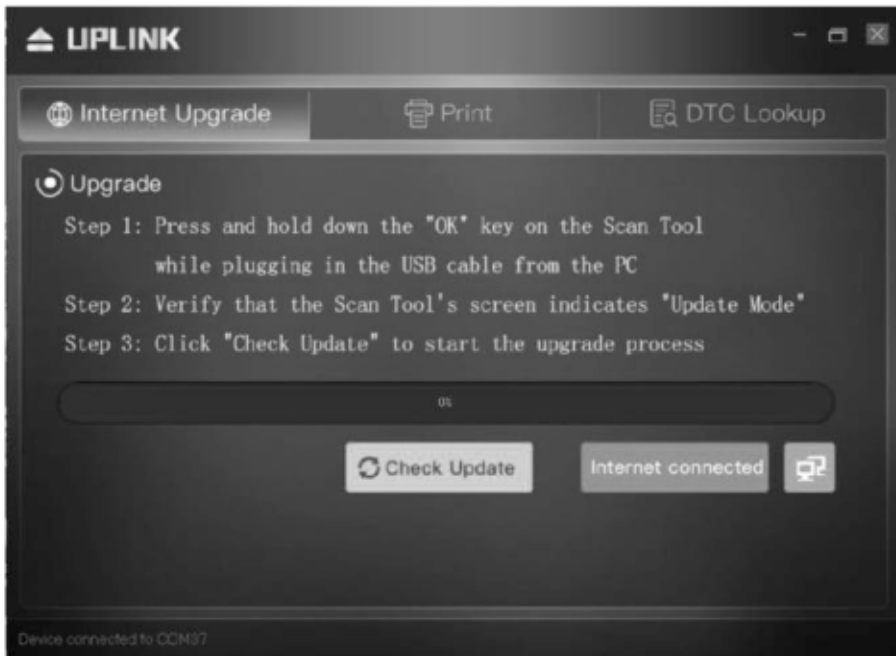 UPLINK
Internet Upgrade
Print
DTC Lookup
Upgrade
Step 1: Press and hold down the "OK" key on the Scan Tool
while plugging in the USB cable from the PC
Step 2: Verify that the Scan Tool's screen indicates "Update Mode"
Step 3: Click "Check Update" to start the upgrade process
0%
Check Update
Internet connected
Device connected to COM37